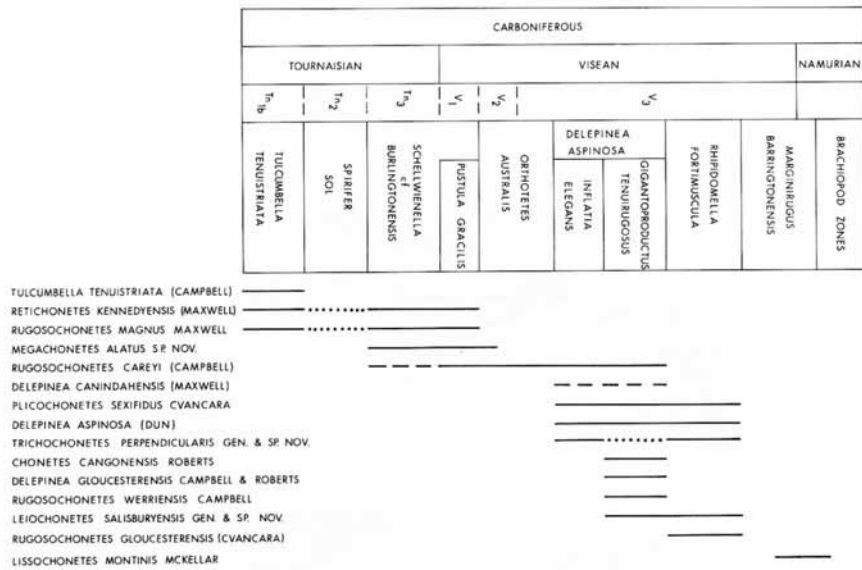 CARBONIFEROUS
TOURNAISIAN
VISEAN
NAMURIAN
Tn1b
Tn2
Tn3
V1
V2
V3
TULCUMBELLA
TENUISTRIATA
SPIRIFER
SOL
SCHELLWIENELLA
cf
BURLINGTONENSIS
PUSTULA GRACILIS
ORTHOTETES
AUSTRALIS
DELEPINEA
ASPINOSA
INFLATIA
ELEGANS
GIGANTOPRODUCTUS
TENUIRUGOSUS
RHIPIDOMELLA
FORTIMUSCULA
MARGINIRUGUS
BARRINGTONENSIS
BRACHIOPOD ZONES
TULCUMBELLA TENUISTRIATA (CAMPBELL)
RETICHONETES KENNEDYENSIS (MAXWELL)
RUGOSOCHONETES MAGNUS MAXWELL
MEGACHONETES ALATUS SP. NOV.
RUGOSOCHONETES CAREYI (CAMPBELL)
DELEPINEA CANINDAHENSIS (MAXWELL)
PLICOCHONETES SEXIFIDUS CVANCARA
DELEPINEA ASPINOSA (DUN)
TRICHOCHONETES PERPENDICULARIS GEN. & SP. NOV.
CHONETES CANGONENSIS ROBERTS
DELEPINEA GLOUCESTERENSIS CAMPBELL & ROBERTS
RUGOSOCHONETES WERRIENSIS CAMPBELL
LEIOCHONETES SALISBURYENSIS GEN. & SP. NOV.
RUGOSOCHONETES GLOUCESTERENSIS (CVANCARA)
LISSOCHONETES MONTINIS MCKELLAR